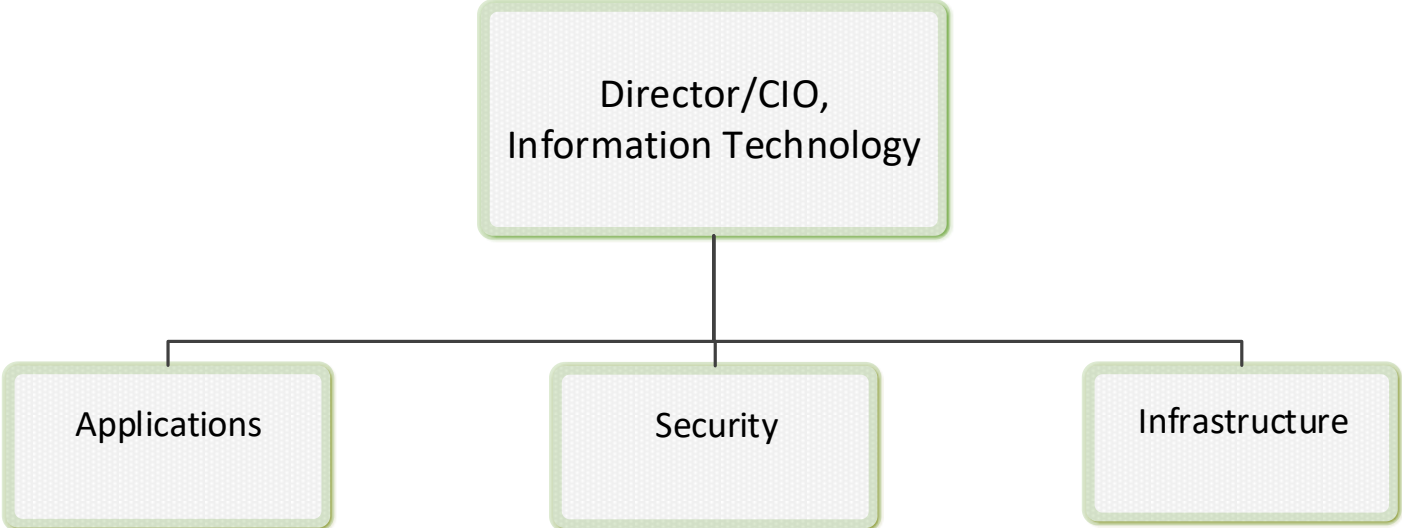 Director/CIO,
Information Technology
Applications
Security
Infrastructure